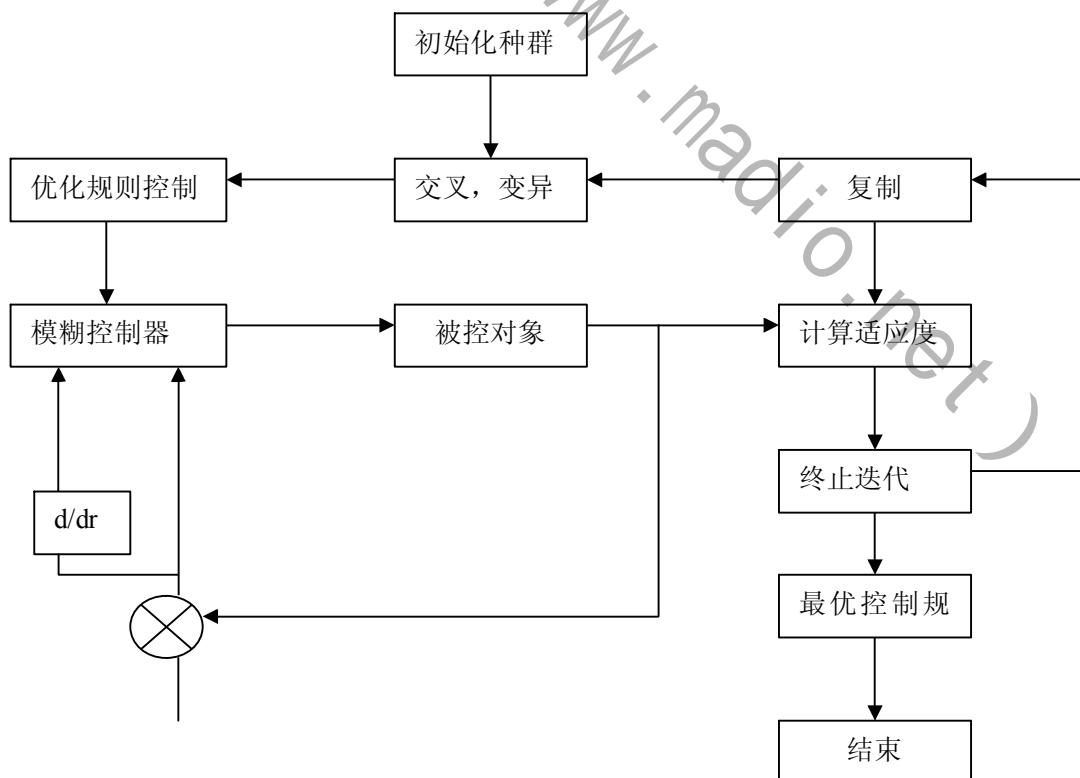 初始化种群
www.madio.net)
优化规则控制
交叉，变异
复制
模糊控制器
被控对象
计算适应度
终止迭代
d/dr
最优控制规
结束